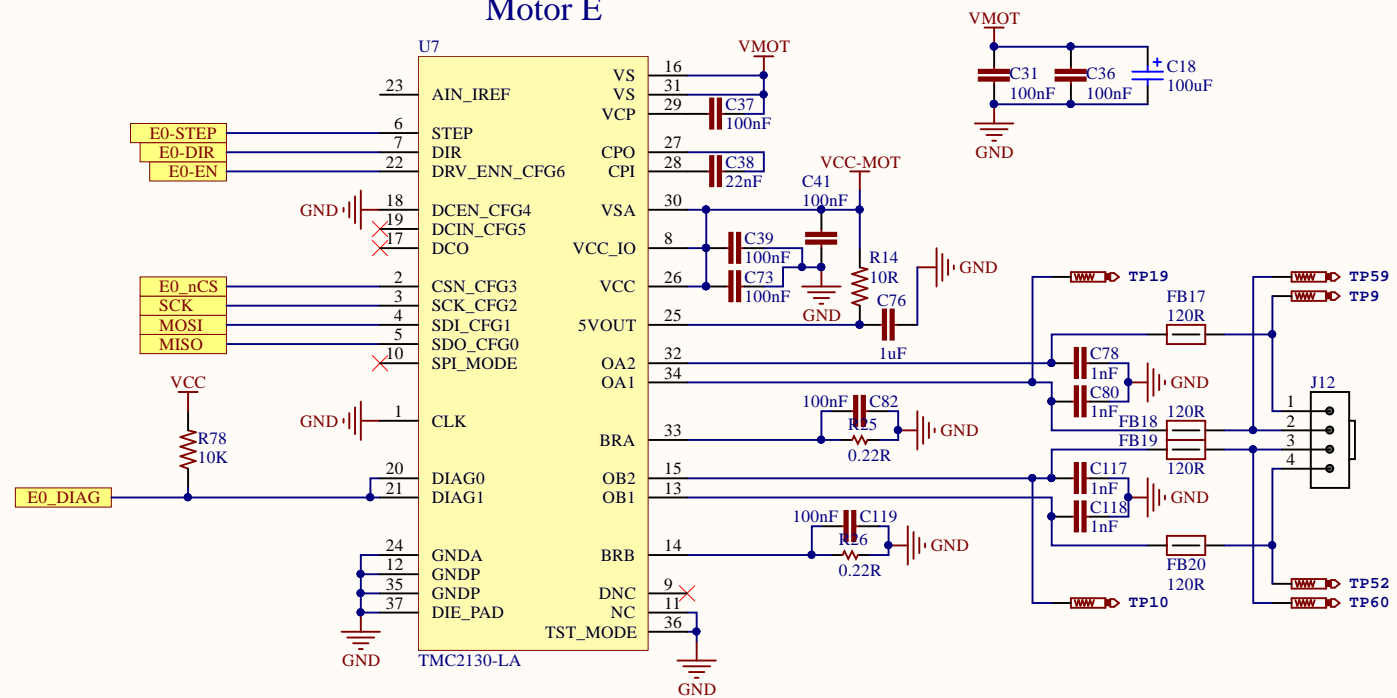 Motor E
U7
23 AIN_IREF
E0-STEP 6 STEP
E0-DIR 7 DIR
E0-EN 22 DRV_ENN_CFG6
GND 18 DCEN_CFG4
19 DCIN_CFG5
17 DCO
E0_nCS 2 CSN_CFG3
SCK 3 SCK_CFG2
MOSI 4 SDI_CFG1
MISO 5 SDO_CFG0
10 SPI_MODE
VCC
R78
10K
GND 1 CLK
20 DIAG0
E0_DIAG 21 DIAG1
24 GNDA
12 GNDP
35 GNDP
37 DIE_PAD
GND
TMC2130-LA
VS 16
VS 31
VCP 29
CPO 27
CPI 28
VSA 30
VCC_IO 8
VCC 26
5VOUT 25
OA2 32
OA1 34
BRA 33
OB2 15
OB1 13
BRB 14
DNC 9
NC 11
TST_MODE 36
GND
VMOT
C37
100nF
C38
22nF
VCC-MOT
C41
100nF
C39
100nF
C73
100nF
GND
R14
10R
C76
1uF
GND
VMOT
C31
100nF
C36
100nF
C18
100uF
GND
100nF C82
R25
0.22R
GND
100nF C119
R26
0.22R
GND
C78
1nF
C80
1nF
GND
C117
1nF
C118
1nF
GND
TP19
TP10
FB17
120R
FB18 120R
FB19
120R
FB20
120R
TP59
TP9
J12
1
2
3
4
TP52
TP60